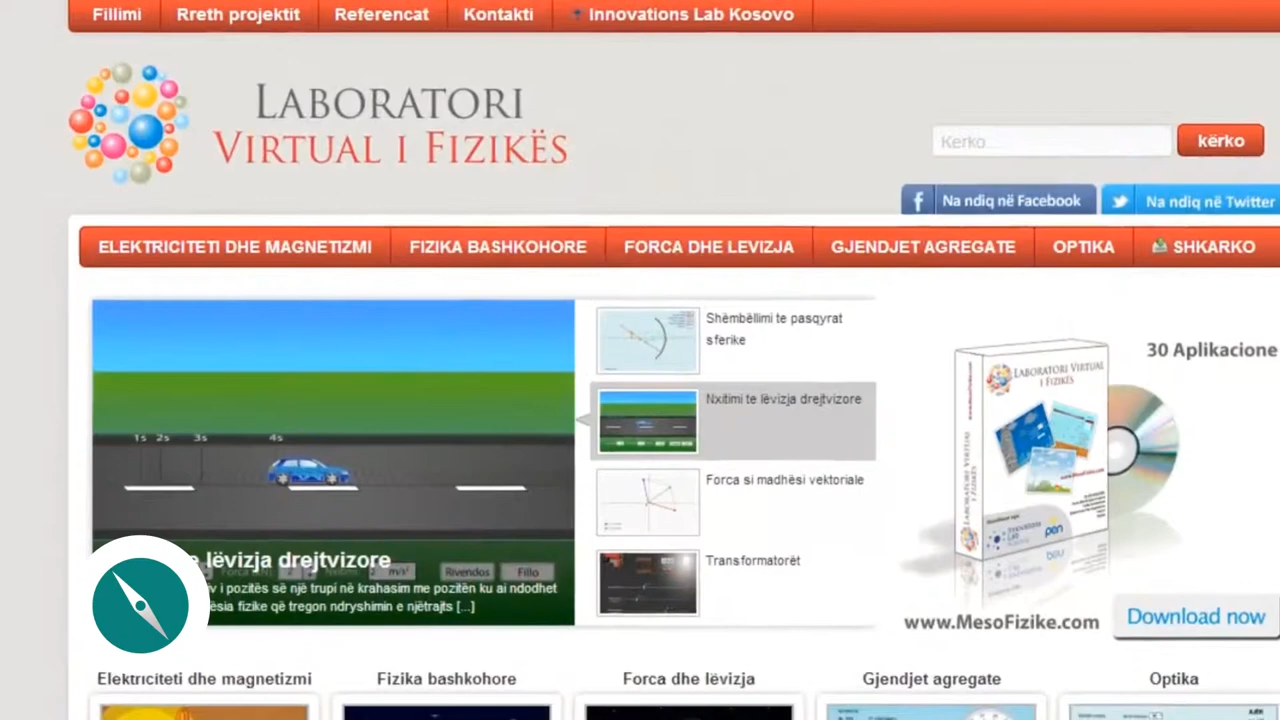 Fillimi Rreth projektit Referencat Kontakti Innovations Lab Kosovo
LABORATORI
VIRTUAL I FIZIKËS
Kerko... kërko
Na ndiq në Facebook Na ndiq në Twitter
ELEKTRICITETI DHE MAGNETIZMI FIZIKA BASHKOHORE FORCA DHE LEVIZJA GJENDJET AGREGATE OPTIKA SHKARKO
Shëmbëllimi te pasqyrat
sferike
Nxitimi te lëvizja drejtvizore
Forca si madhësi vektoriale
Transformatorët
1s 2s 3s 4s
e lëvizja drejtvizore
Rivendos Fillo
v i pozitës së një trupi në krahasim me pozitën ku ai ndodhet
ësia fizike që tregon ndryshimin e njëtrajts [...]
30 Aplikacione
LABORATORI VIRTUAL
I FIZIKËS
www.MesoFizike.com
Download now
Elektriciteti dhe magnetizmi Fizika bashkohore Forca dhe lëvizja Gjendjet agregate Optika